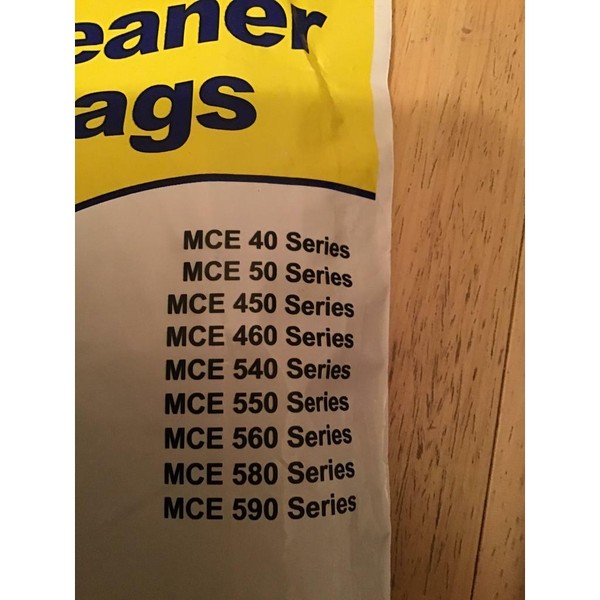 eaner
ags
MCE 40 Series
MCE 50 Series
MCE 450 Series
MCE 460 Series
MCE 540 Series
MCE 550 Series
MCE 560 Series
MCE 580 Series
MCE 590 Series